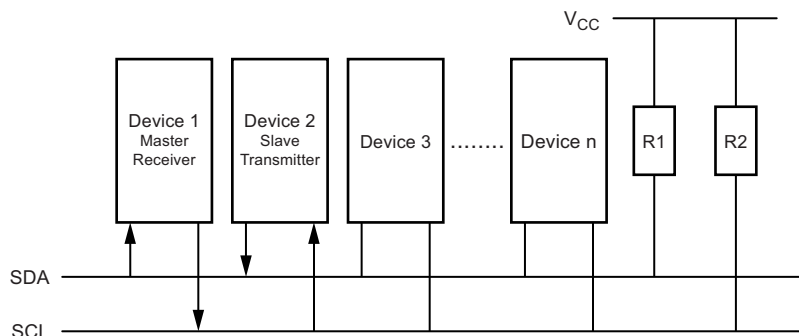 VCC
Device 1
Master
Receiver
Device 2
Slave
Transmitter
Device 3
........
Device n
R1
R2
SDA
SCL